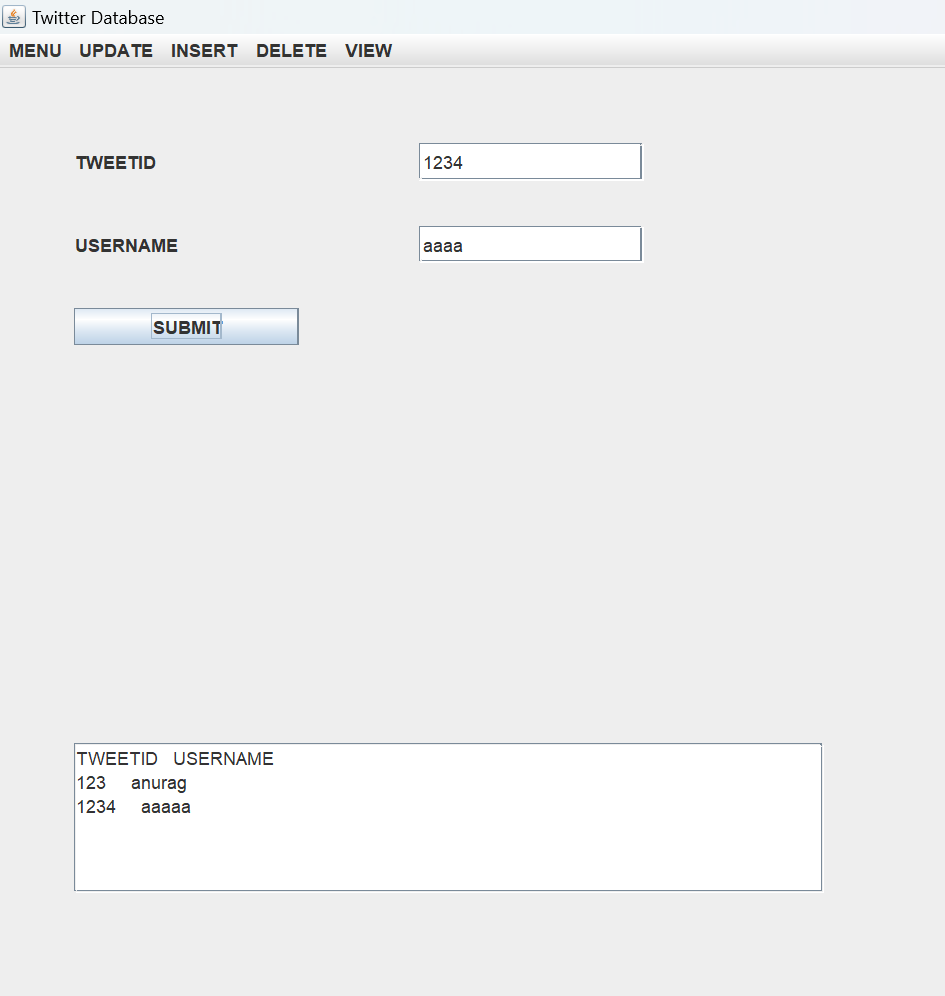 Twitter Database
MENU UPDATE INSERT DELETE VIEW
TWEETID 1234
USERNAME aaaa
SUBMIT
TWEETID USERNAME
123 anurag
1234 aaaaa